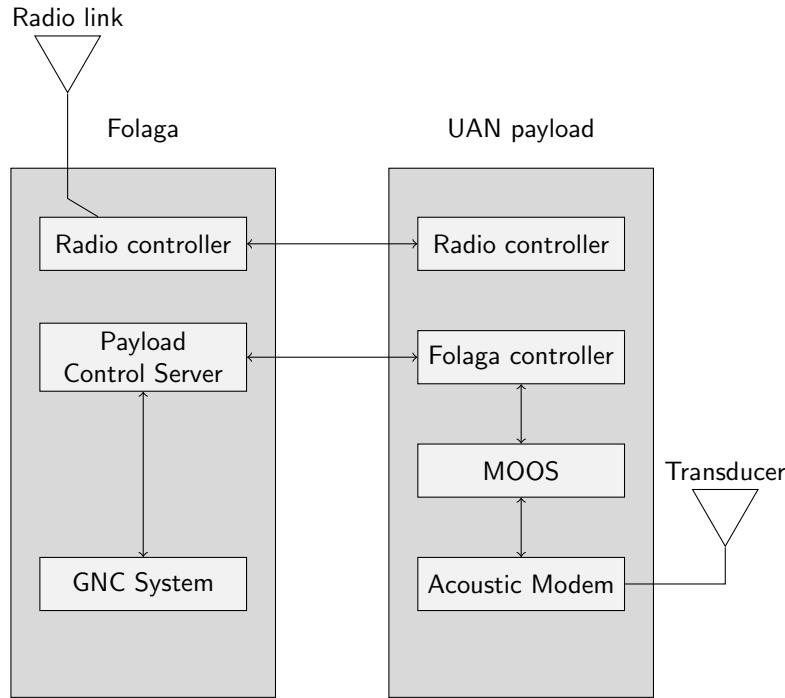 Radio link
Folaga
UAN payload
Radio controller
Radio controller
Payload
Control Server
Folaga controller
MOOS
Transducer
GNC System
Acoustic Modem